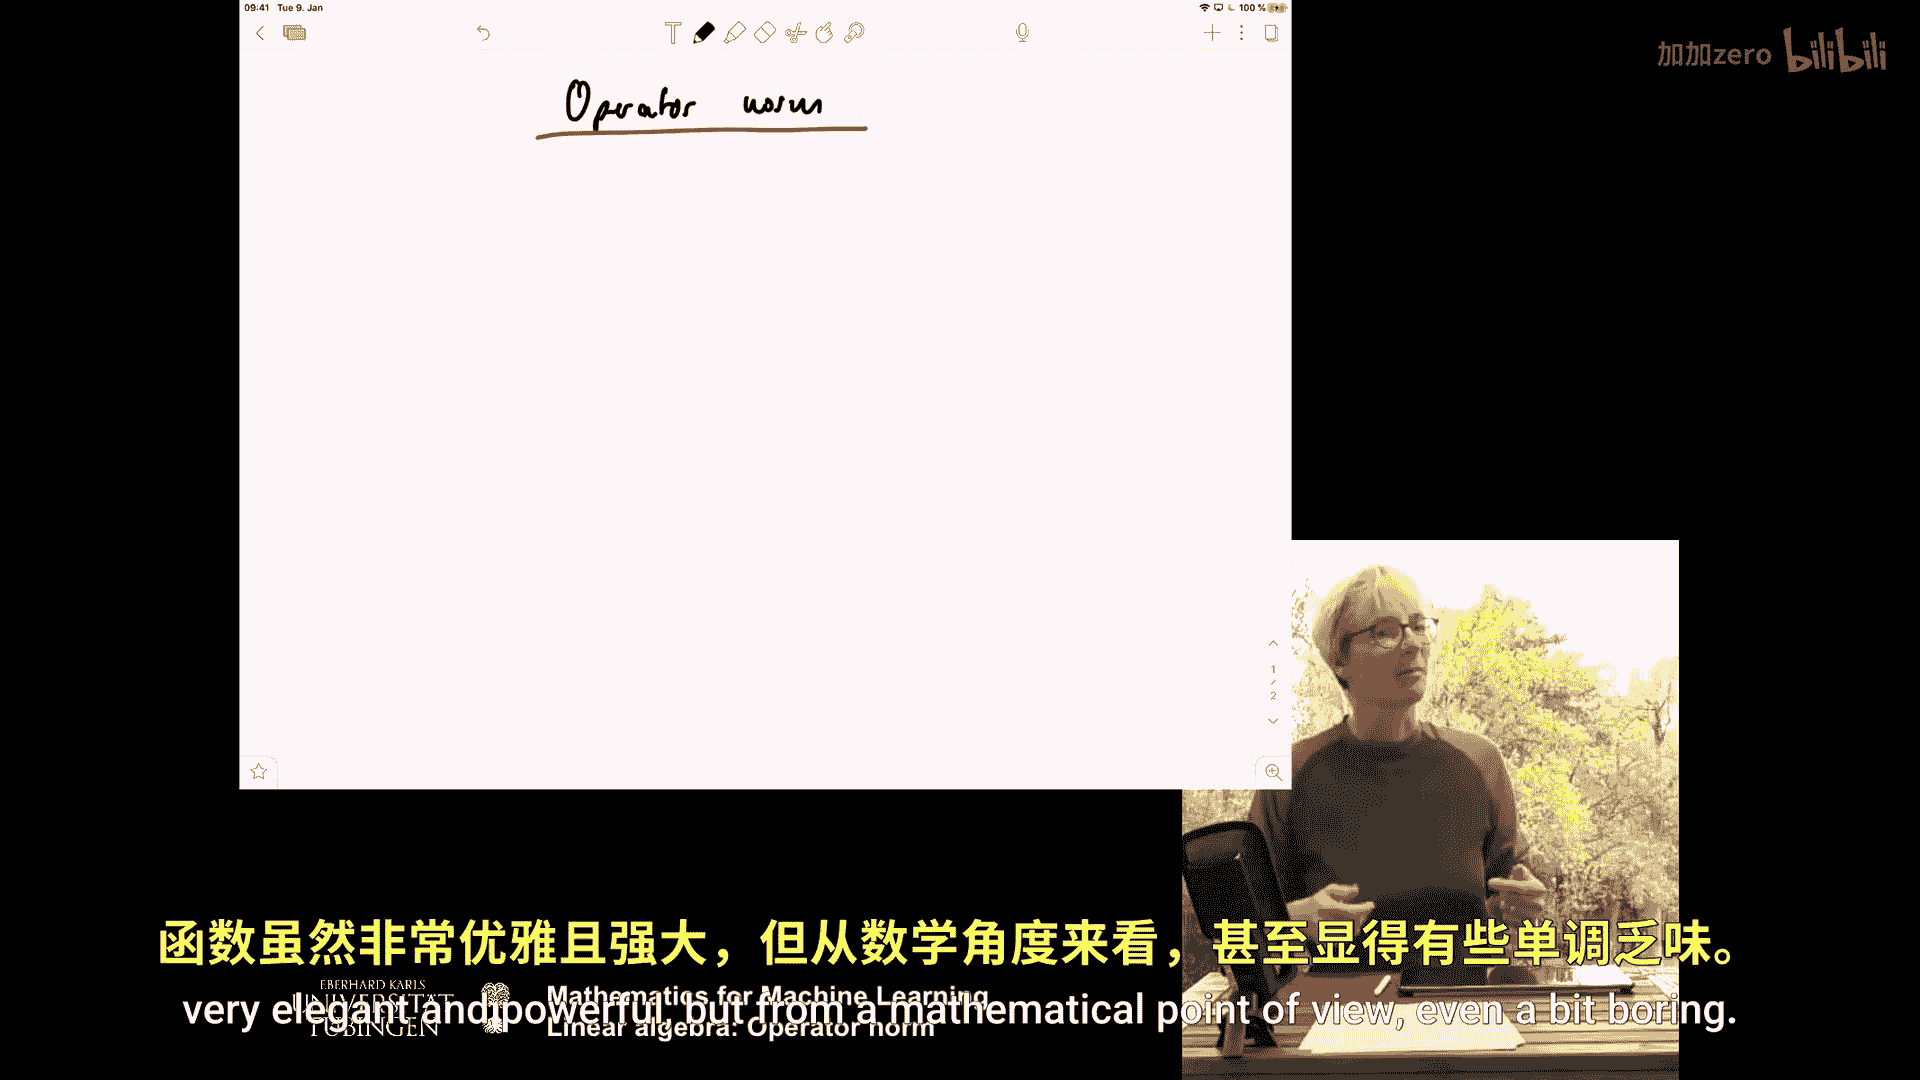 09:41 Tue 9. Jan
100 %
加加zero bilibili
Operator norm
1
/
2
函数虽然非常优雅且强大，但从数学角度来看，甚至显得有些单调乏味。
very elegant and powerful, but from a mathematical point of view, even a bit boring.
EBERHARD KARLS
UNIVERSITÄT
TÜBINGEN
Mathematics for Machine Learning
Linear algebra: Operator norm